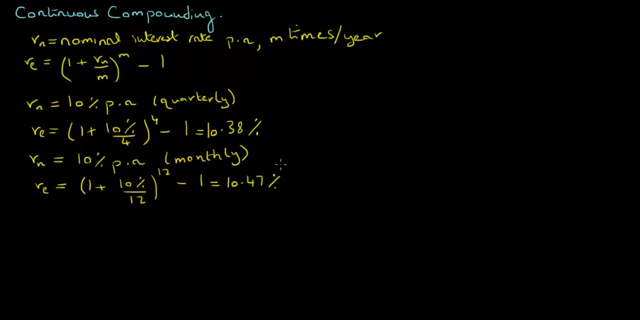 Continuous Compounding.
rn = nominal interest rate p.a, m times/year
re = (1 + rn/m)^m - 1
rn = 10% p.a (quarterly)
re = (1 + 10%/4)^4 - 1 = 10.38%
rn = 10% p.a (monthly)
re = (1 + 10%/12)^12 - 1 = 10.47%